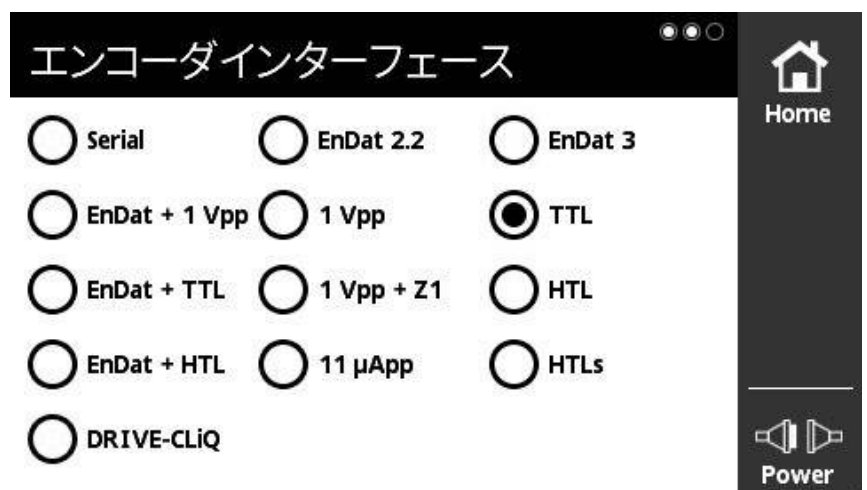 エンコーダインターフェース
Home
Serial
EnDat 2.2
EnDat 3
EnDat + 1 Vpp
1 Vpp
TTL
EnDat + TTL
1 Vpp + Z1
HTL
EnDat + HTL
11 µApp
HTLs
DRIVE-CLiQ
Power